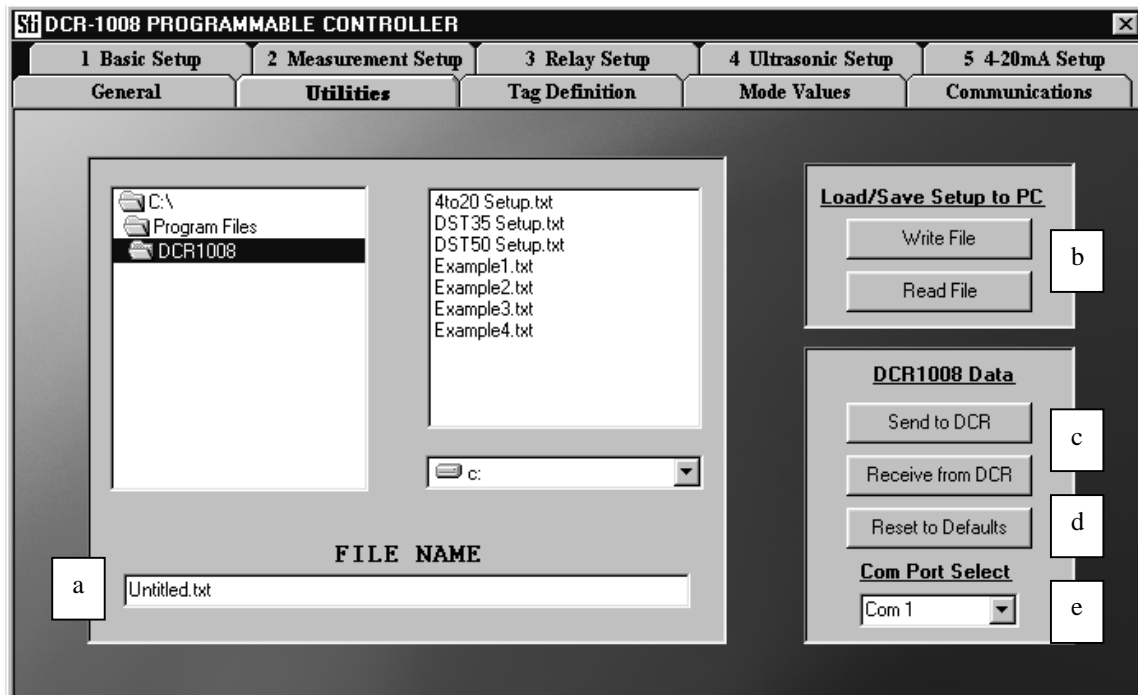 Sti DCR-1008 PROGRAMMABLE CONTROLLER
1 Basic Setup 2 Measurement Setup 3 Relay Setup 4 Ultrasonic Setup 5 4-20mA Setup
General Utilities Tag Definition Mode Values Communications
C:\
Program Files
DCR1008
4to20 Setup.txt
DST35 Setup.txt
DST50 Setup.txt
Example1.txt
Example2.txt
Example3.txt
Example4.txt
c:
FILE NAME
a
Untitled.txt
Load/Save Setup to PC
Write File
b
Read File
DCR1008 Data
Send to DCR
c
Receive from DCR
Reset to Defaults
d
Com Port Select
Com 1
e